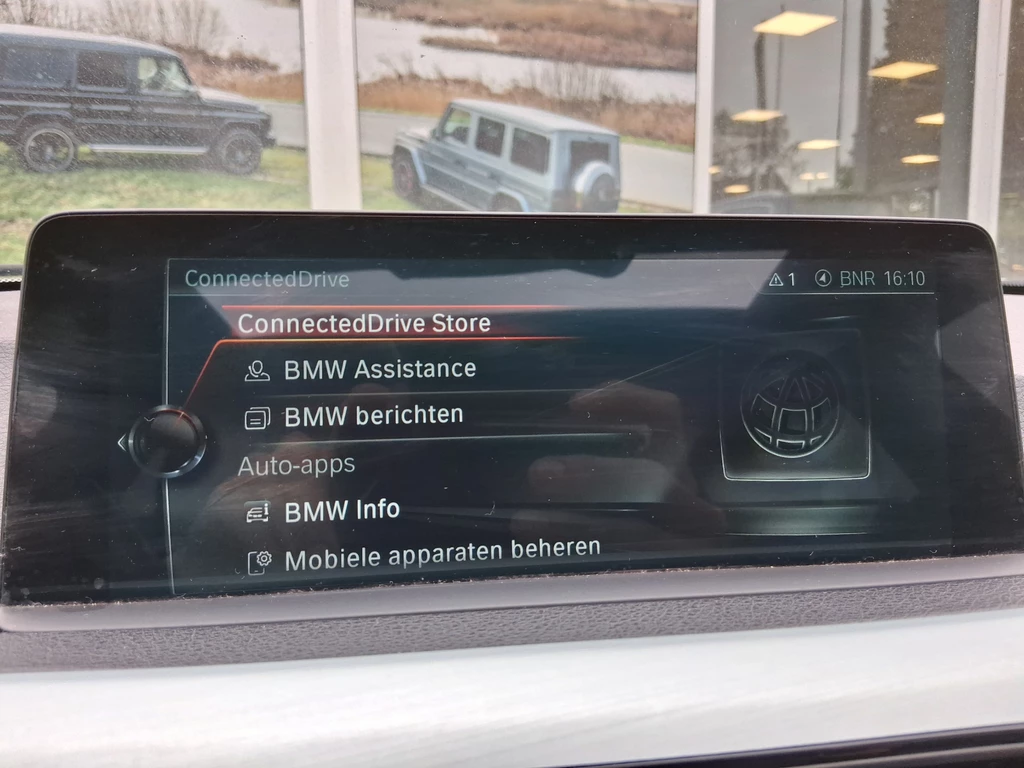 ConnectedDrive
1 BNR 16:10
ConnectedDrive Store
BMW Assistance
BMW berichten
Auto-apps
BMW Info
Mobiele apparaten beheren